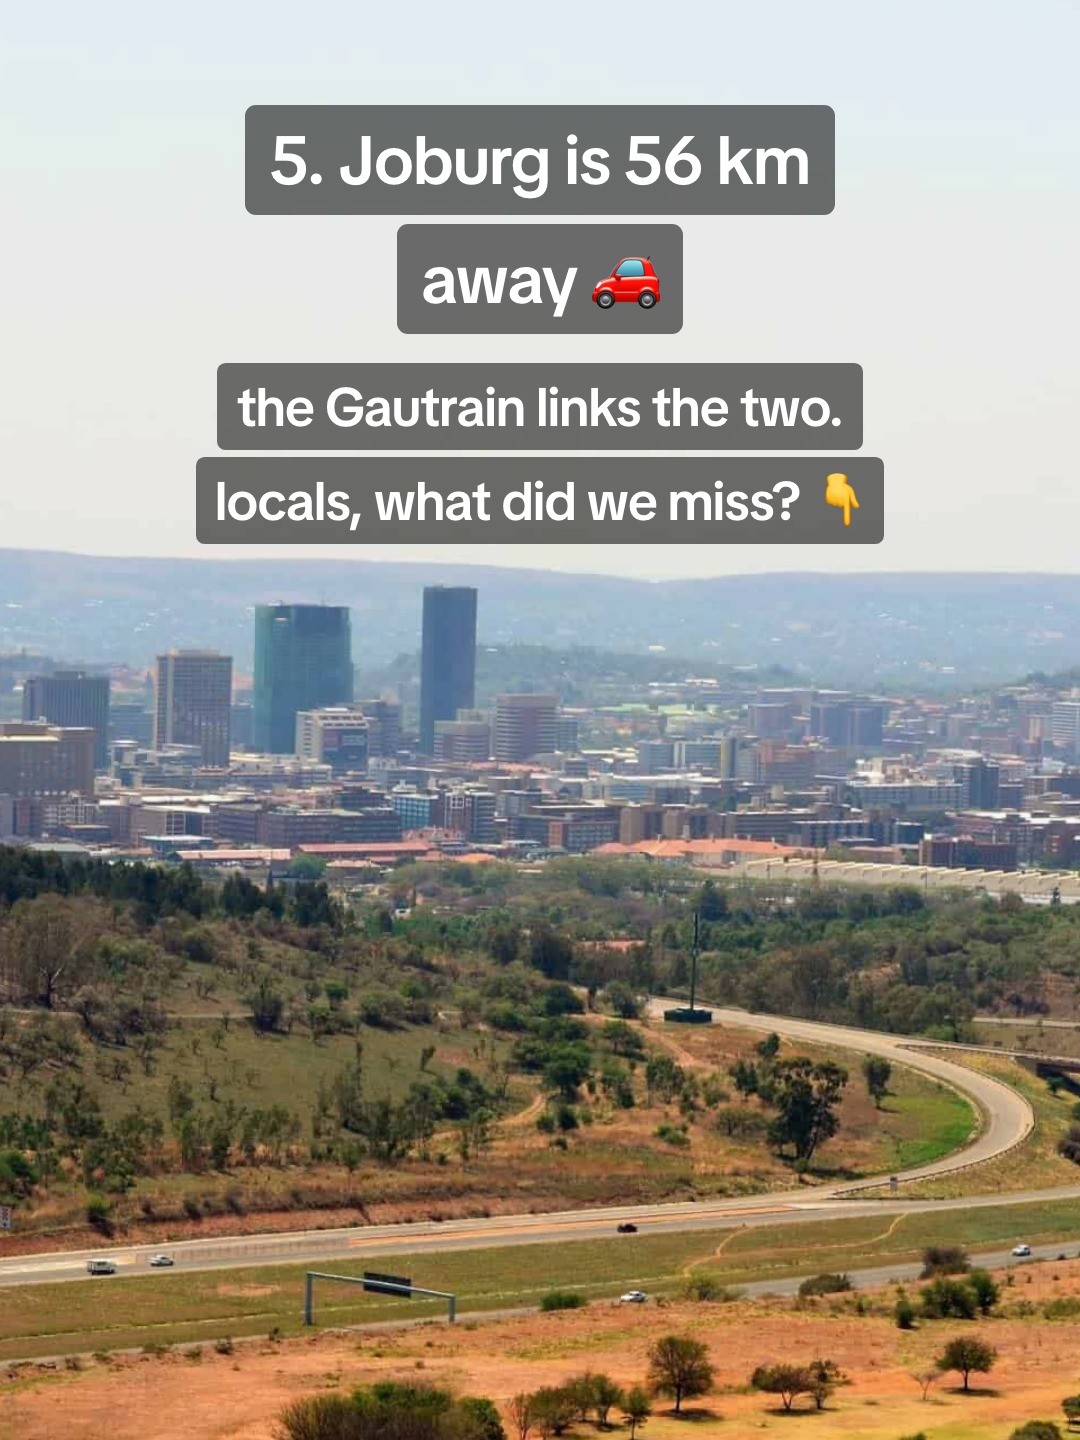 5. Joburg is 56 km
away 🚗
the Gautrain links the two.
locals, what did we miss? 👇